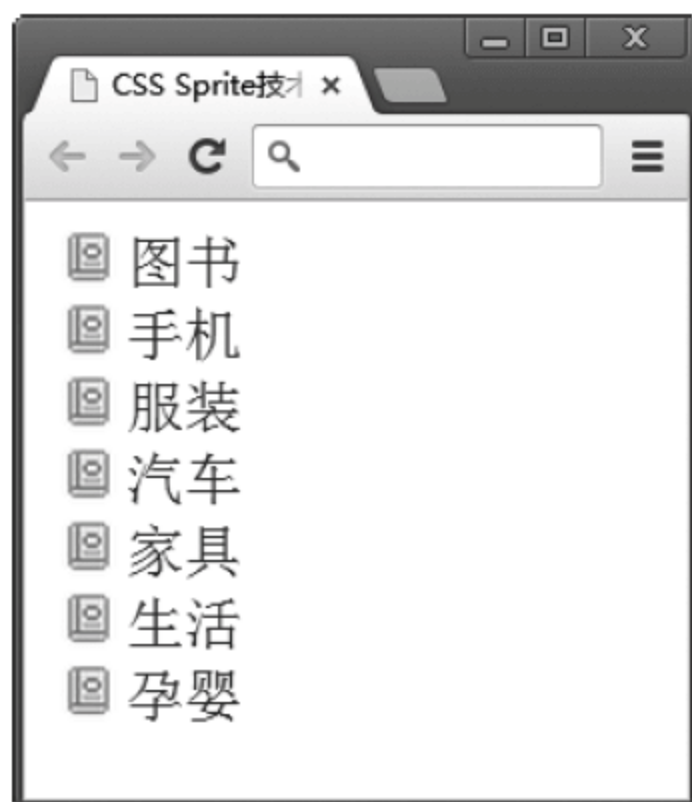 CSS Sprite技
图书
手机
服装
汽车
家具
生活
孕婴